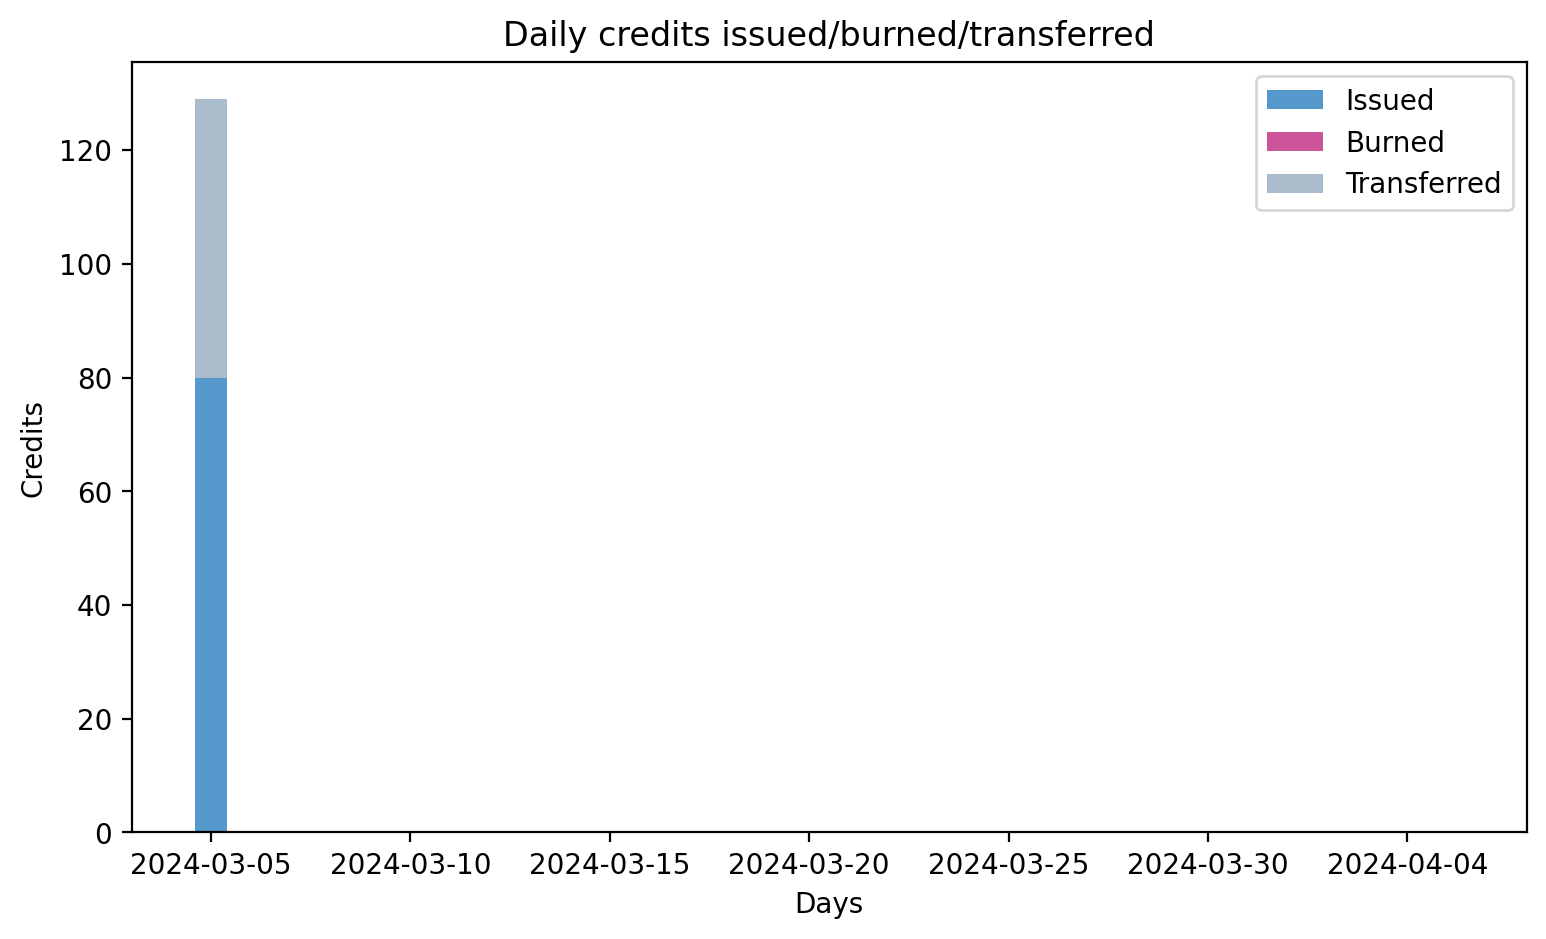 Daily credits issued/burned/transferred
Issued
Burned
Transferred
120
100
80
60
40
20
0
Credits
2024-03-05 2024-03-10 2024-03-15 2024-03-20 2024-03-25 2024-03-30 2024-04-04
Days